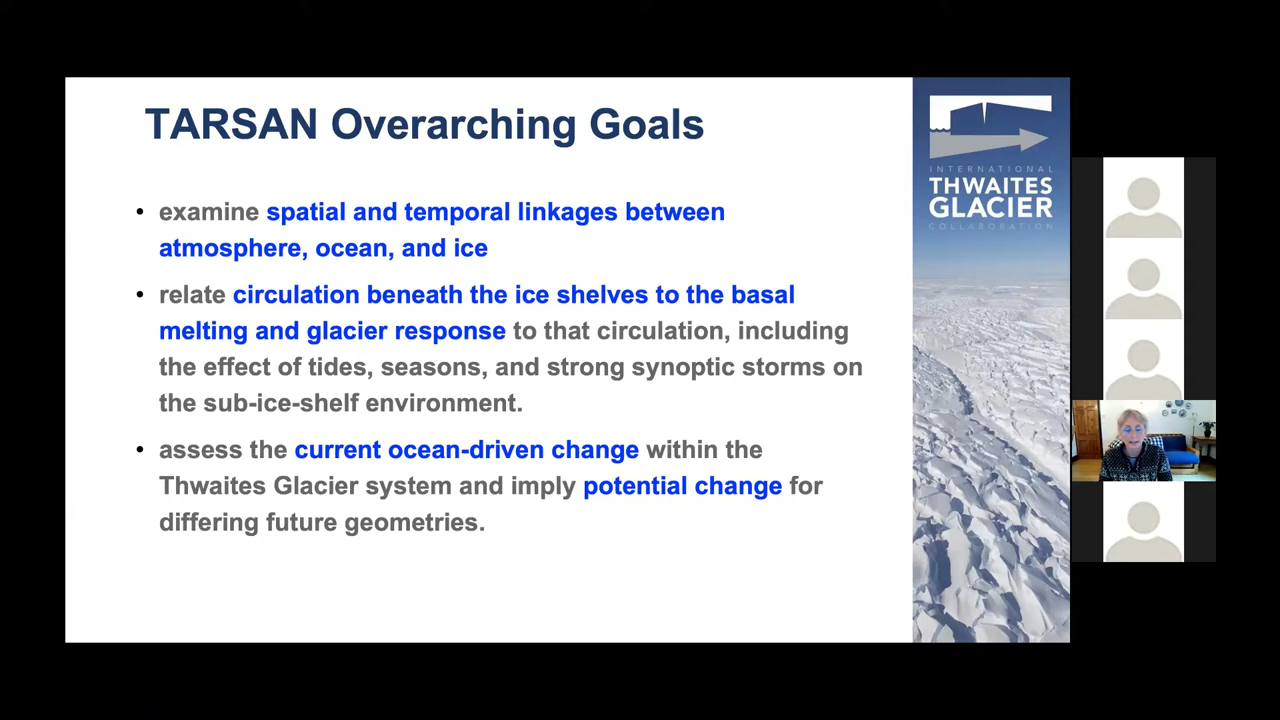 TARSAN Overarching Goals
• examine spatial and temporal linkages between
atmosphere, ocean, and ice
• relate circulation beneath the ice shelves to the basal
melting and glacier response to that circulation, including
the effect of tides, seasons, and strong synoptic storms on
the sub-ice-shelf environment.
• assess the current ocean-driven change within the
Thwaites Glacier system and imply potential change for
differing future geometries.
INTERNATIONAL
THWAITES
GLACIER
COLLABORATION